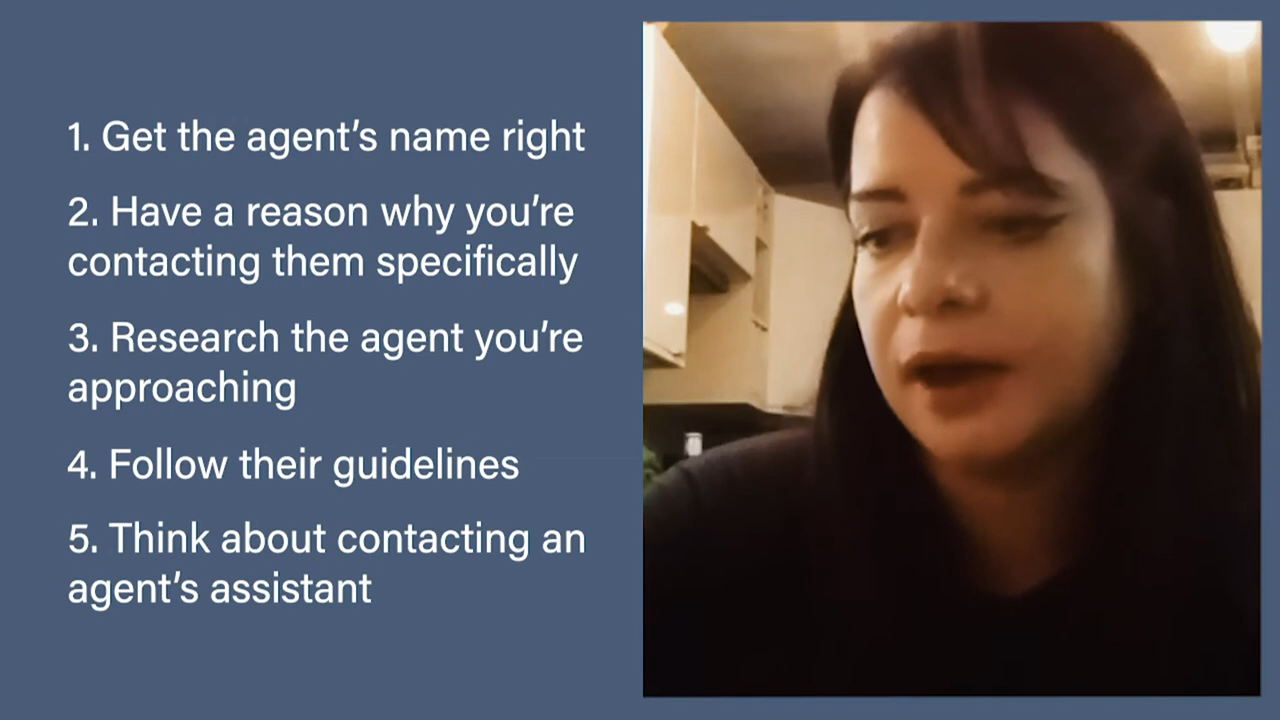 1. Get the agent’s name right
2. Have a reason why you’re
contacting them specifically
3. Research the agent you’re
approaching
4. Follow their guidelines
5. Think about contacting an
agent’s assistant